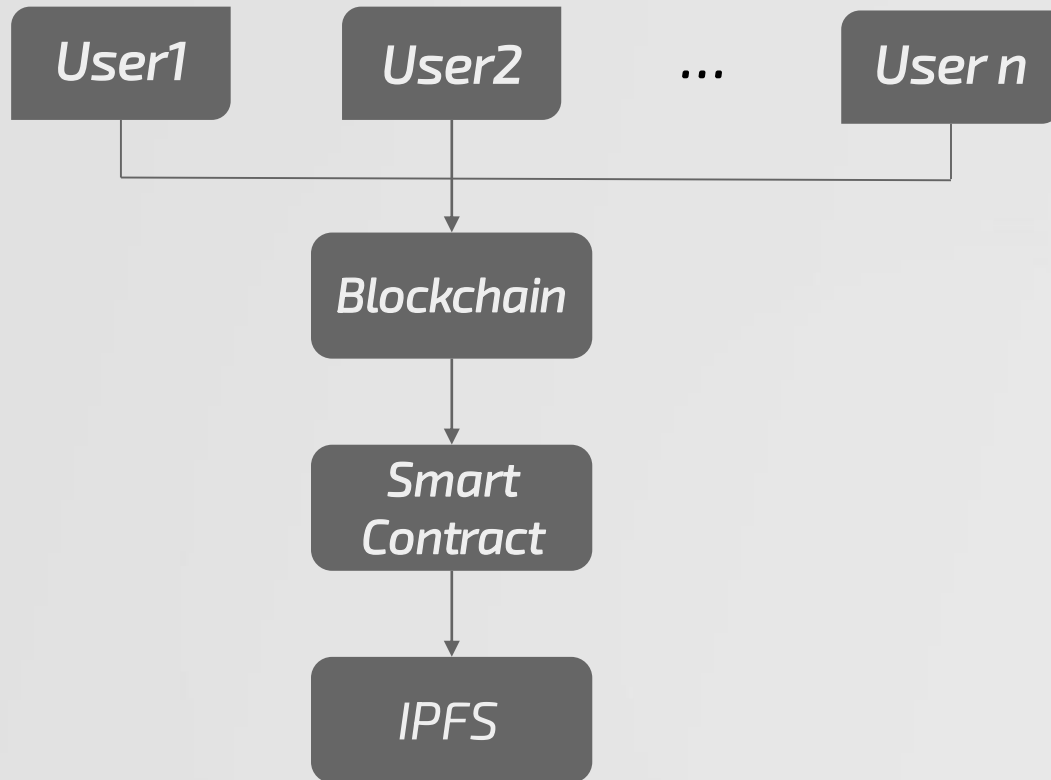 User1
User2
...
User n
Blockchain
Smart
Contract
IPFS